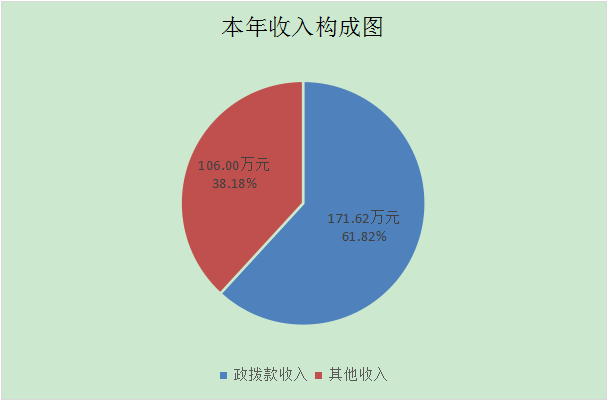 本年收入构成图
106.00万元
38.18%
171.62万元
61.82%
政拨款收入 其他收入